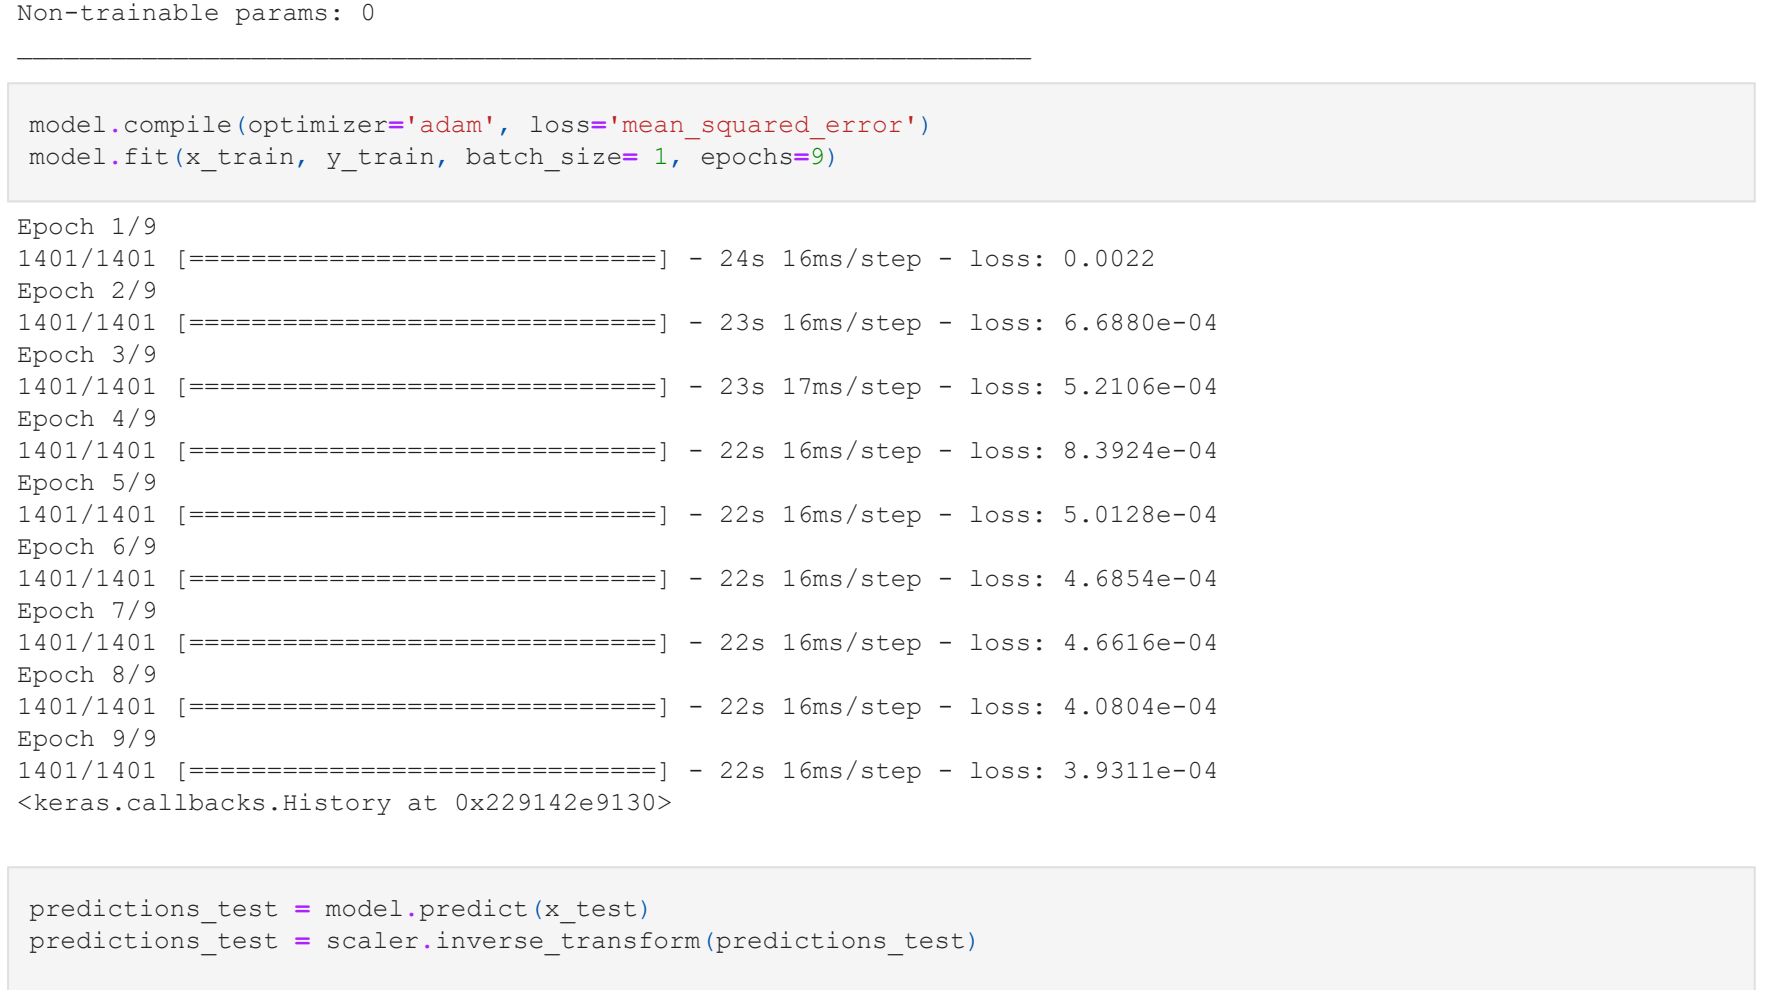 Non-trainable params: 0
_________________________________________________________________
model.compile(optimizer='adam', loss='mean_squared_error')
model.fit(x_train, y_train, batch_size= 1, epochs=9)
Epoch 1/9
1401/1401 [==============================] - 24s 16ms/step - loss: 0.0022
Epoch 2/9
1401/1401 [==============================] - 23s 16ms/step - loss: 6.6880e-04
Epoch 3/9
1401/1401 [==============================] - 23s 17ms/step - loss: 5.2106e-04
Epoch 4/9
1401/1401 [==============================] - 22s 16ms/step - loss: 8.3924e-04
Epoch 5/9
1401/1401 [==============================] - 22s 16ms/step - loss: 5.0128e-04
Epoch 6/9
1401/1401 [==============================] - 22s 16ms/step - loss: 4.6854e-04
Epoch 7/9
1401/1401 [==============================] - 22s 16ms/step - loss: 4.6616e-04
Epoch 8/9
1401/1401 [==============================] - 22s 16ms/step - loss: 4.0804e-04
Epoch 9/9
1401/1401 [==============================] - 22s 16ms/step - loss: 3.9311e-04
<keras.callbacks.History at 0x229142e9130>
predictions_test = model.predict(x_test)
predictions_test = scaler.inverse_transform(predictions_test)